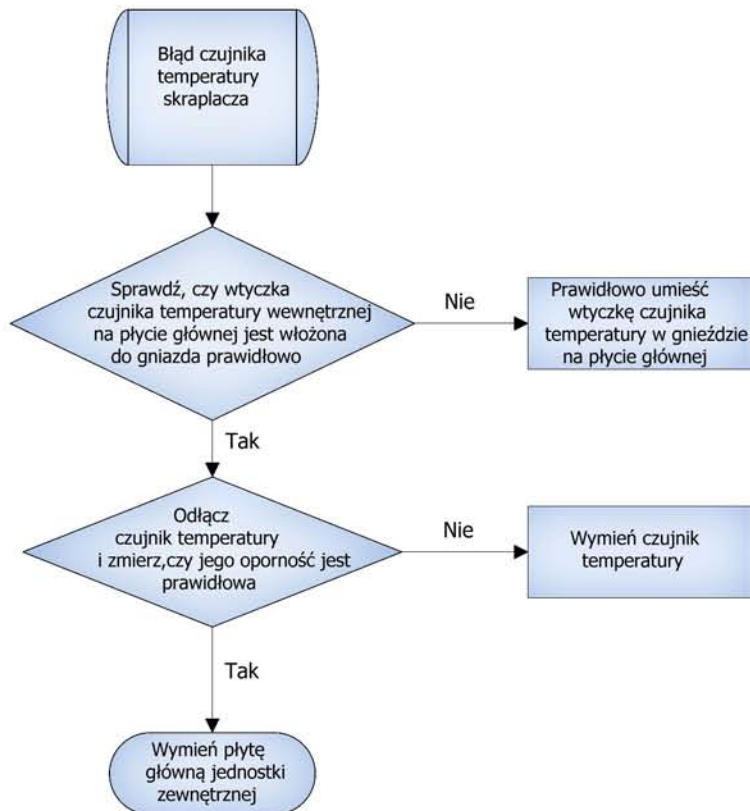 Błąd czujnika
temperatury
skraplacza
Sprawdź, czy wtyczka
czujnika temperatury wewnętrznej
na płycie głównej jest włożona
do gniazda prawidłowo
Nie
Prawidłowo umieść
wtyczkę czujnika
temperatury w gnieździe
na płycie głównej
Tak
Odłącz
czujnik temperatury
i zmierz,czy jego oporność jest
prawidłowa
Nie
Wymień czujnik
temperatury
Tak
Wymień płytę
główną jednostki
zewnętrznej